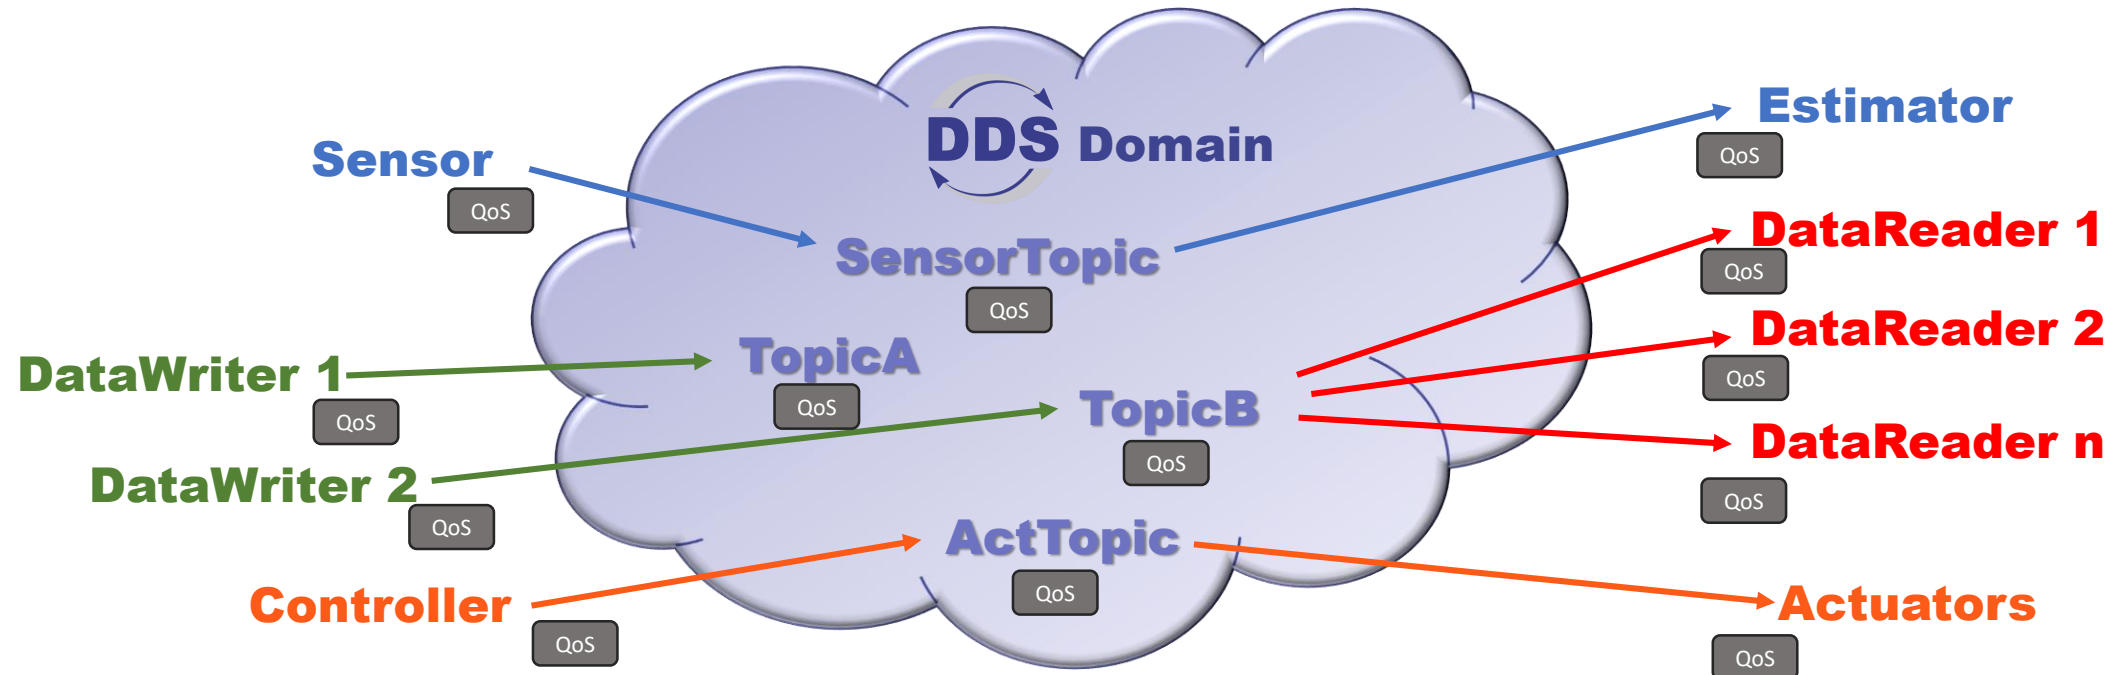 DDS Domain
Sensor
QoS
Estimator
QoS
SensorTopic
QoS
DataReader 1
QoS
DataWriter 1
QoS
TopicA
QoS
DataReader 2
QoS
DataWriter 2
QoS
TopicB
QoS
DataReader n
QoS
Controller
QoS
ActTopic
QoS
Actuators
QoS